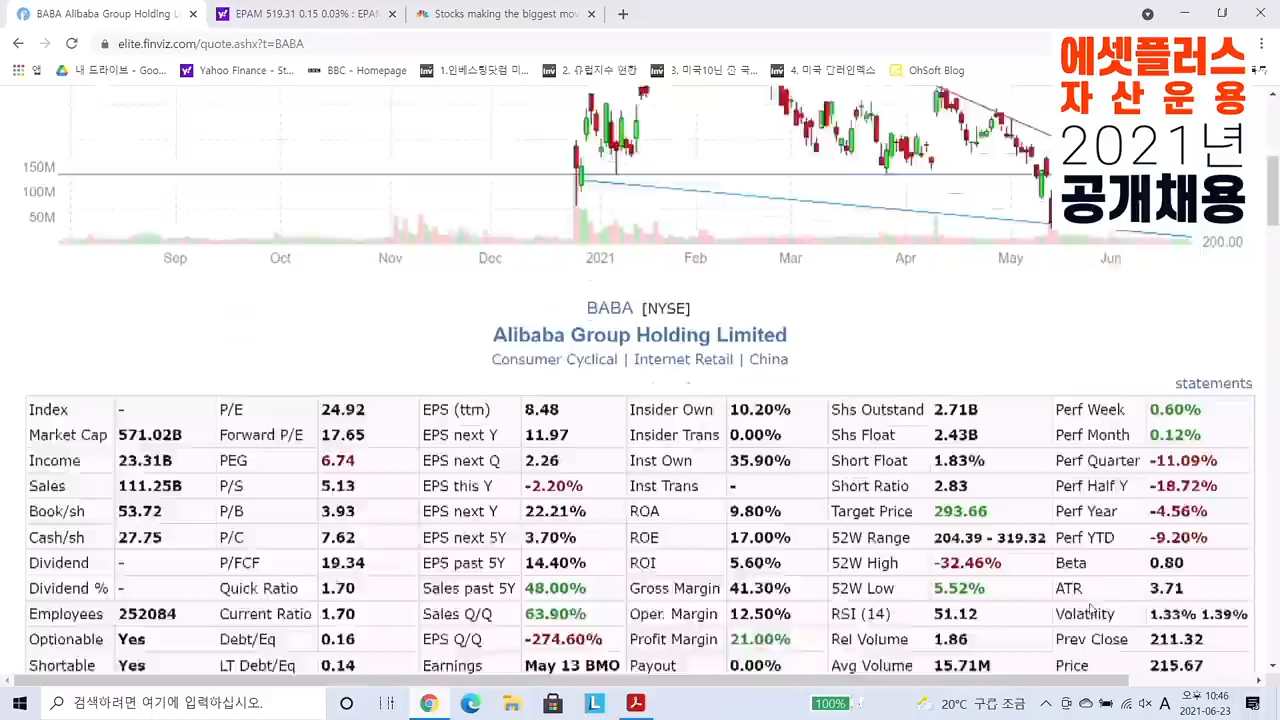 BABA Alibaba Group Holding Li
EPAM 519.31 0.15 0.03% : EPAM
Stocks making the biggest mov
elite.finviz.com/quote.ashx?t=BABA
앱
내 드라이브 - Goo...
Yahoo Finance - St...
BBC - Homepage
2. 슈럽지수 현황
4. 미국 단러인덱스
OhSoft Blog
에셋플러스
자산운용
2021년
공개채용
150M
100M
50M
200.00
Sep Oct Nov Dec 2021 Feb Mar Apr May Jun
BABA [NYSE]
Alibaba Group Holding Limited
Consumer Cyclical | Internet Retail | China
statements
Index - P/E 24.92 EPS (ttm) 8.48 Insider Own 10.20% Shs Outstand 2.71B Perf Week 0.60%
Market Cap 571.02B Forward P/E 17.65 EPS next Y 11.97 Insider Trans 0.00% Shs Float 2.43B Perf Month 0.12%
Income 23.31B PEG 6.74 EPS next Q 2.26 Inst Own 35.90% Short Float 1.83% Perf Quarter -11.09%
Sales 111.25B P/S 5.13 EPS this Y -2.20% Inst Trans - Short Ratio 2.83 Perf Half Y -18.72%
Book/sh 53.72 P/B 3.93 EPS next Y 22.21% ROA 9.80% Target Price 293.66 Perf Year -4.56%
Cash/sh 27.75 P/C 7.62 EPS next 5Y 3.70% ROE 17.00% 52W Range 204.39 - 319.32 Perf YTD -9.20%
Dividend - P/FCF 19.34 EPS past 5Y 14.40% ROI 5.60% 52W High -32.46% Beta 0.80
Dividend % - Quick Ratio 1.70 Sales past 5Y 48.00% Gross Margin 41.30% 52W Low 5.52% ATR 3.71
Employees 252084 Current Ratio 1.70 Sales Q/Q 63.90% Oper. Margin 12.50% RSI (14) 51.12 Volatility 1.33% 1.39%
Optionable Yes Debt/Eq 0.16 EPS Q/Q -274.60% Profit Margin 21.00% Rel Volume 1.86 Prev Close 211.32
Shortable Yes LT Debt/Eq 0.14 Earnings May 13 BMO Payout 0.00% Avg Volume 15.71M Price 215.67
검색하려면 여기에 입력하십시오.
100%
20°C 구름 조금
A
오후 10:46
2021-06-23